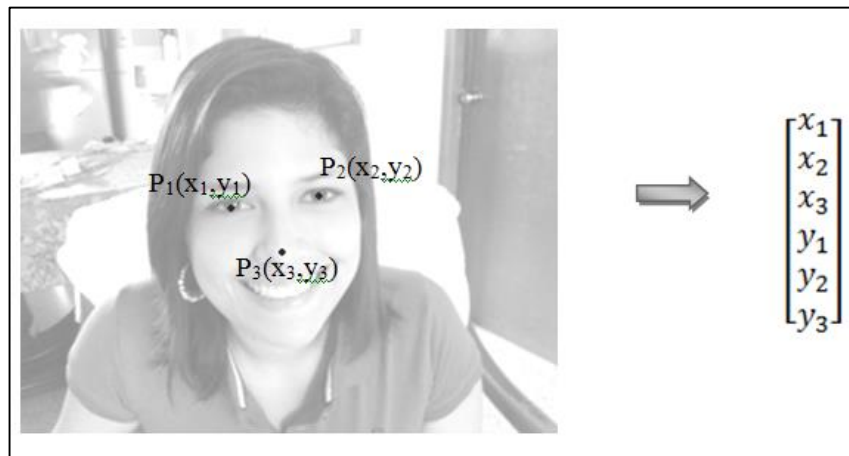 P₁(x₁,y₁)
P₂(x₂,y₂)
P₃(x₃,y₃)
x₁
x₂
x₃
y₁
y₂
y₃